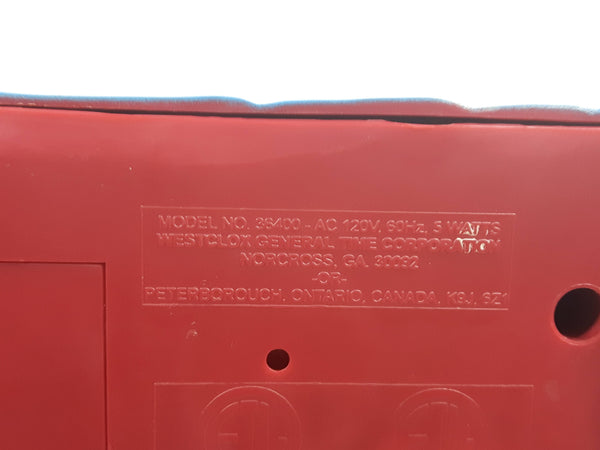 MODEL NO. 36400 - AC 120V, 60Hz, 5 WATTS
WESTCLOX GENERAL TIME CORPORATION
NORCROSS, GA, 30092
-OR-
PETERBOROUGH, ONTARIO, CANADA, K9J, 6Z1